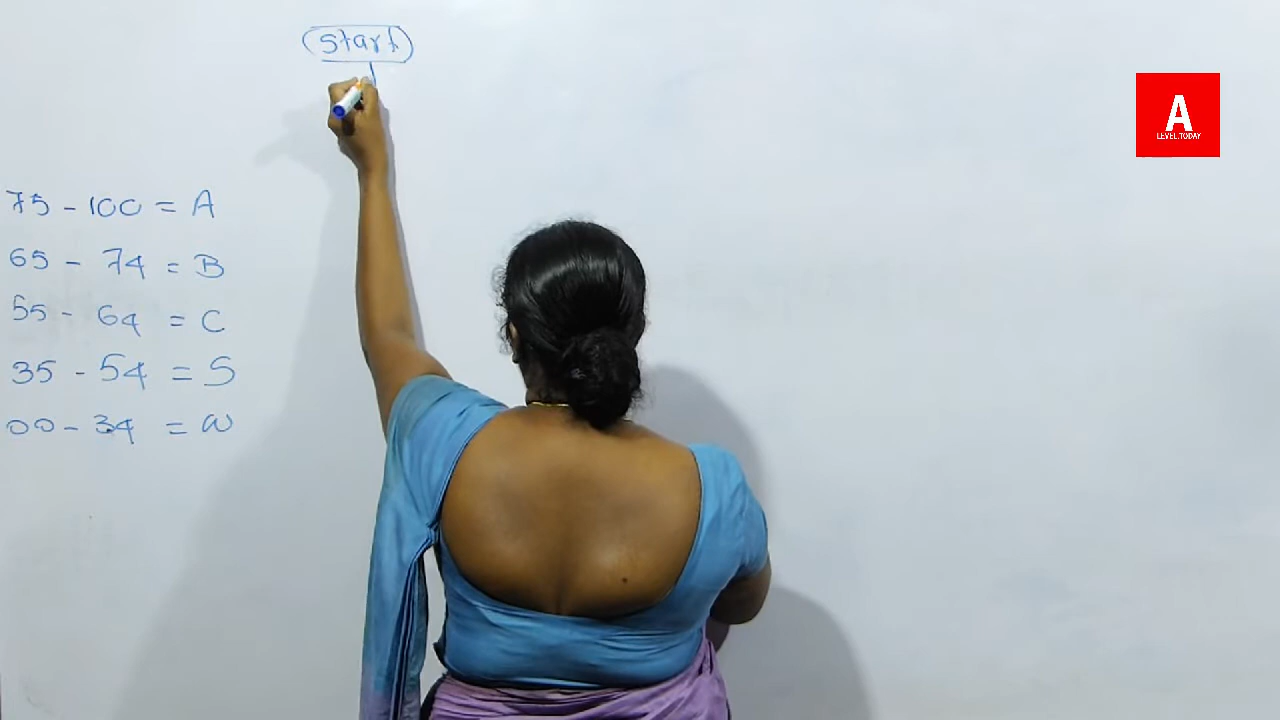 Start
75 - 100 = A
65 - 74 = B
55 - 64 = C
35 - 54 = S
00 - 34 = W
A
LEVEL.TODAY